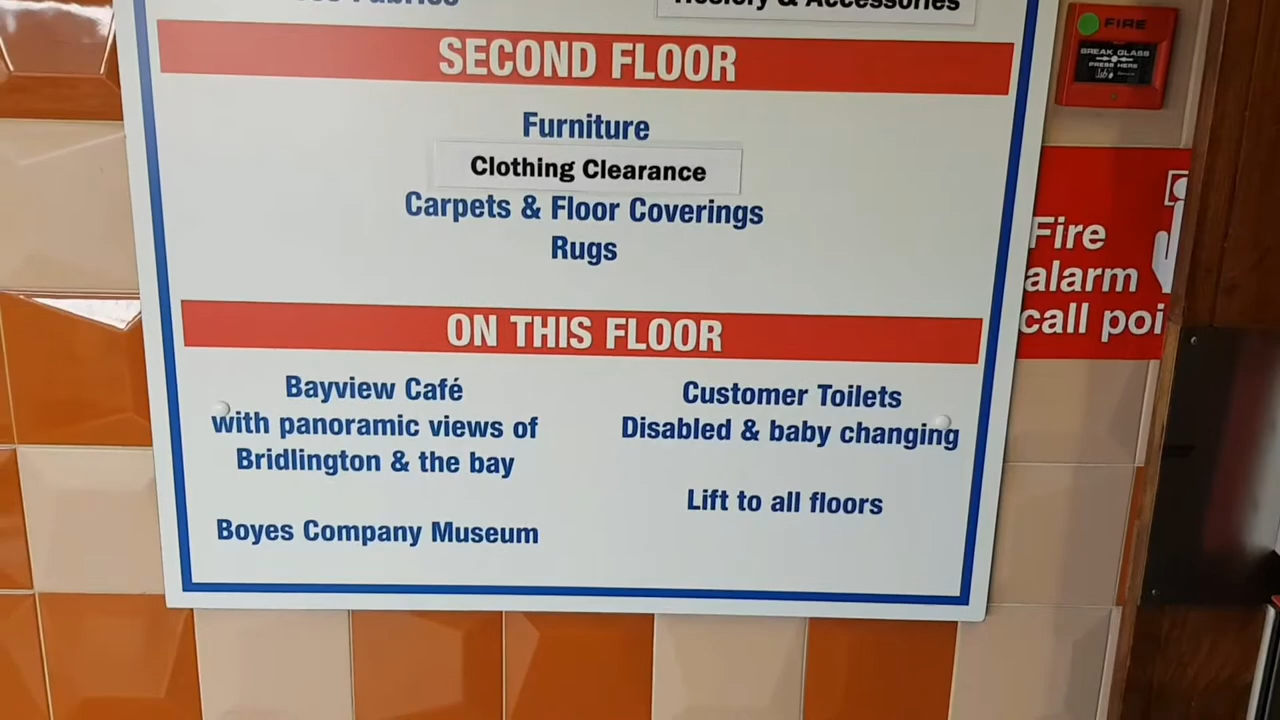 Hosiery & Accessories
SECOND FLOOR
Furniture
Clothing Clearance
Carpets & Floor Coverings
Rugs
ON THIS FLOOR
Bayview Café
with panoramic views of
Bridlington & the bay
Boyes Company Museum
Customer Toilets
Disabled & baby changing
Lift to all floors
FIRE
BREAK GLASS
PRESS HERE
Fire
alarm
call poi